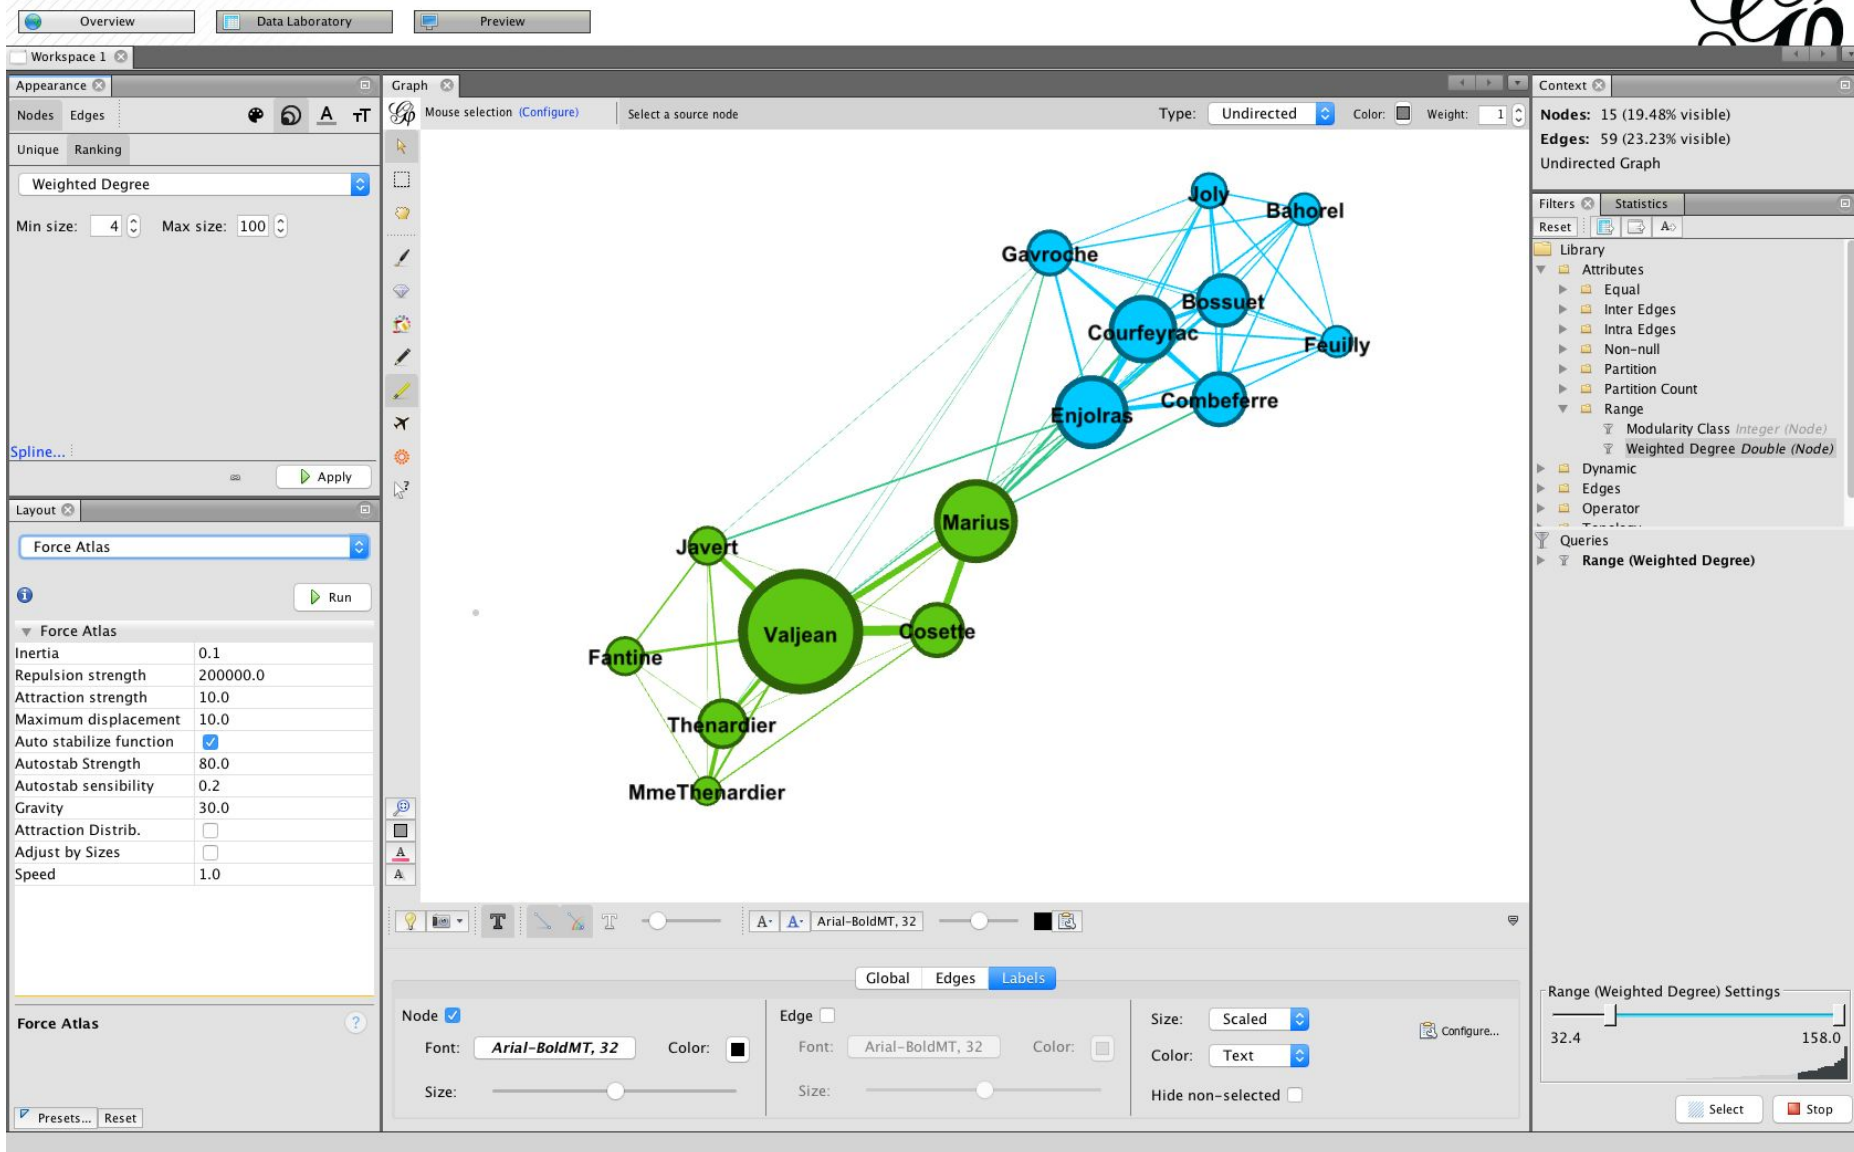 Overview
Data Laboratory
Preview
Workspace 1
Appearance
Nodes Edges
A TT
Unique Ranking
Weighted Degree
Min size: 4 Max size: 100
Spline...
Apply
Layout
Force Atlas
Run
Force Atlas
Inertia 0.1
Repulsion strength 200000.0
Attraction strength 10.0
Maximum displacement 10.0
Auto stabilize function
Autostab Strength 80.0
Autostab sensibility 0.2
Gravity 30.0
Attraction Distrib.
Adjust by Sizes
Speed 1.0
Force Atlas ?
Presets... Reset
Graph
Mouse selection (Configure) Select a source node Type: Undirected Color: Weight: 1
Joly
Bahorel
Gavroche
Bossuet
Courfeyrac
Feuilly
Combeferre
Enjolras
Marius
Javert
Valjean
Cosette
Fantine
Thenardier
MmeThenardier
T T A- A- Arial-BoldMT, 32
Global Edges Labels
Node
Font: Arial-BoldMT, 32 Color:
Size:
Edge
Font: Arial-BoldMT, 32 Color:
Size:
Size: Scaled
Color: Text
Hide non-selected
Configure...
Context
Nodes: 15 (19.48% visible)
Edges: 59 (23.23% visible)
Undirected Graph
Filters Statistics
Reset
Library
Attributes
Equal
Inter Edges
Intra Edges
Non-null
Partition
Partition Count
Range
Modularity Class Integer (Node)
Weighted Degree Double (Node)
Dynamic
Edges
Operator
Topology
Queries
Range (Weighted Degree)
Range (Weighted Degree) Settings
32.4 158.0
Select Stop